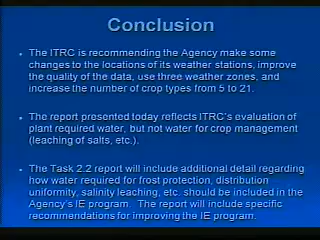 Conclusion
The ITRC is recommending the Agency make some
changes to the locations of its weather stations, improve
the quality of the data, use three weather zones, and
increase the number of crop types from 5 to 21.
The report presented today reflects ITRC's evaluation of
plant required water, but not water for crop management
(leaching of salts, etc.).
The Task 2.2 report will include additional detail regarding
how water required for frost protection, distribution
uniformity, salinity leaching, etc. should be included in the
Agency's IE program. The report will include specific
recommendations for improving the IE program.